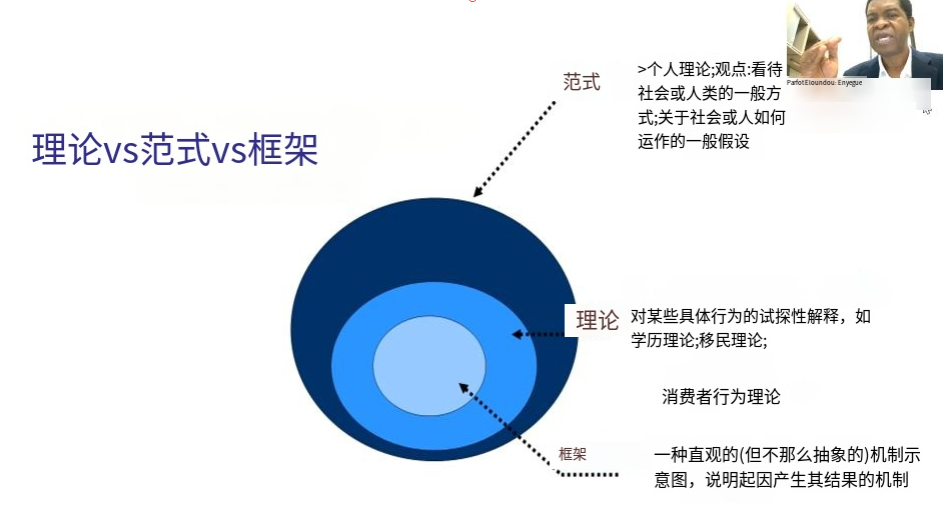 Parfot Eloundou: Enyegue
范式
>个人理论;观点:看待
社会或人类的一般方
式;关于社会或人如何
运作的一般假设
理论vs范式vs框架
理论
对某些具体行为的试探性解释，如
学历理论;移民理论;
消费者行为理论
框架
一种直观的(但不那么抽象的)机制示
意图，说明起因产生其结果的机制